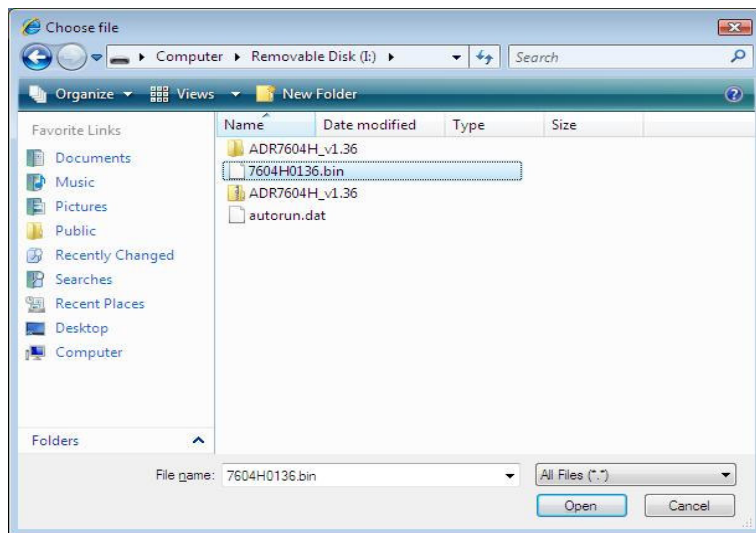 Choose file
Computer Removable Disk (I:) Search
Organize Views New Folder
Favorite Links
Documents
Music
Pictures
Public
Recently Changed
Searches
Recent Places
Desktop
Computer
Folders
Name Date modified Type Size
ADR7604H_v1.36
7604H0136.bin
ADR7604H_v1.36
autorun.dat
File name: 7604H0136.bin All Files (*.*)
Open Cancel